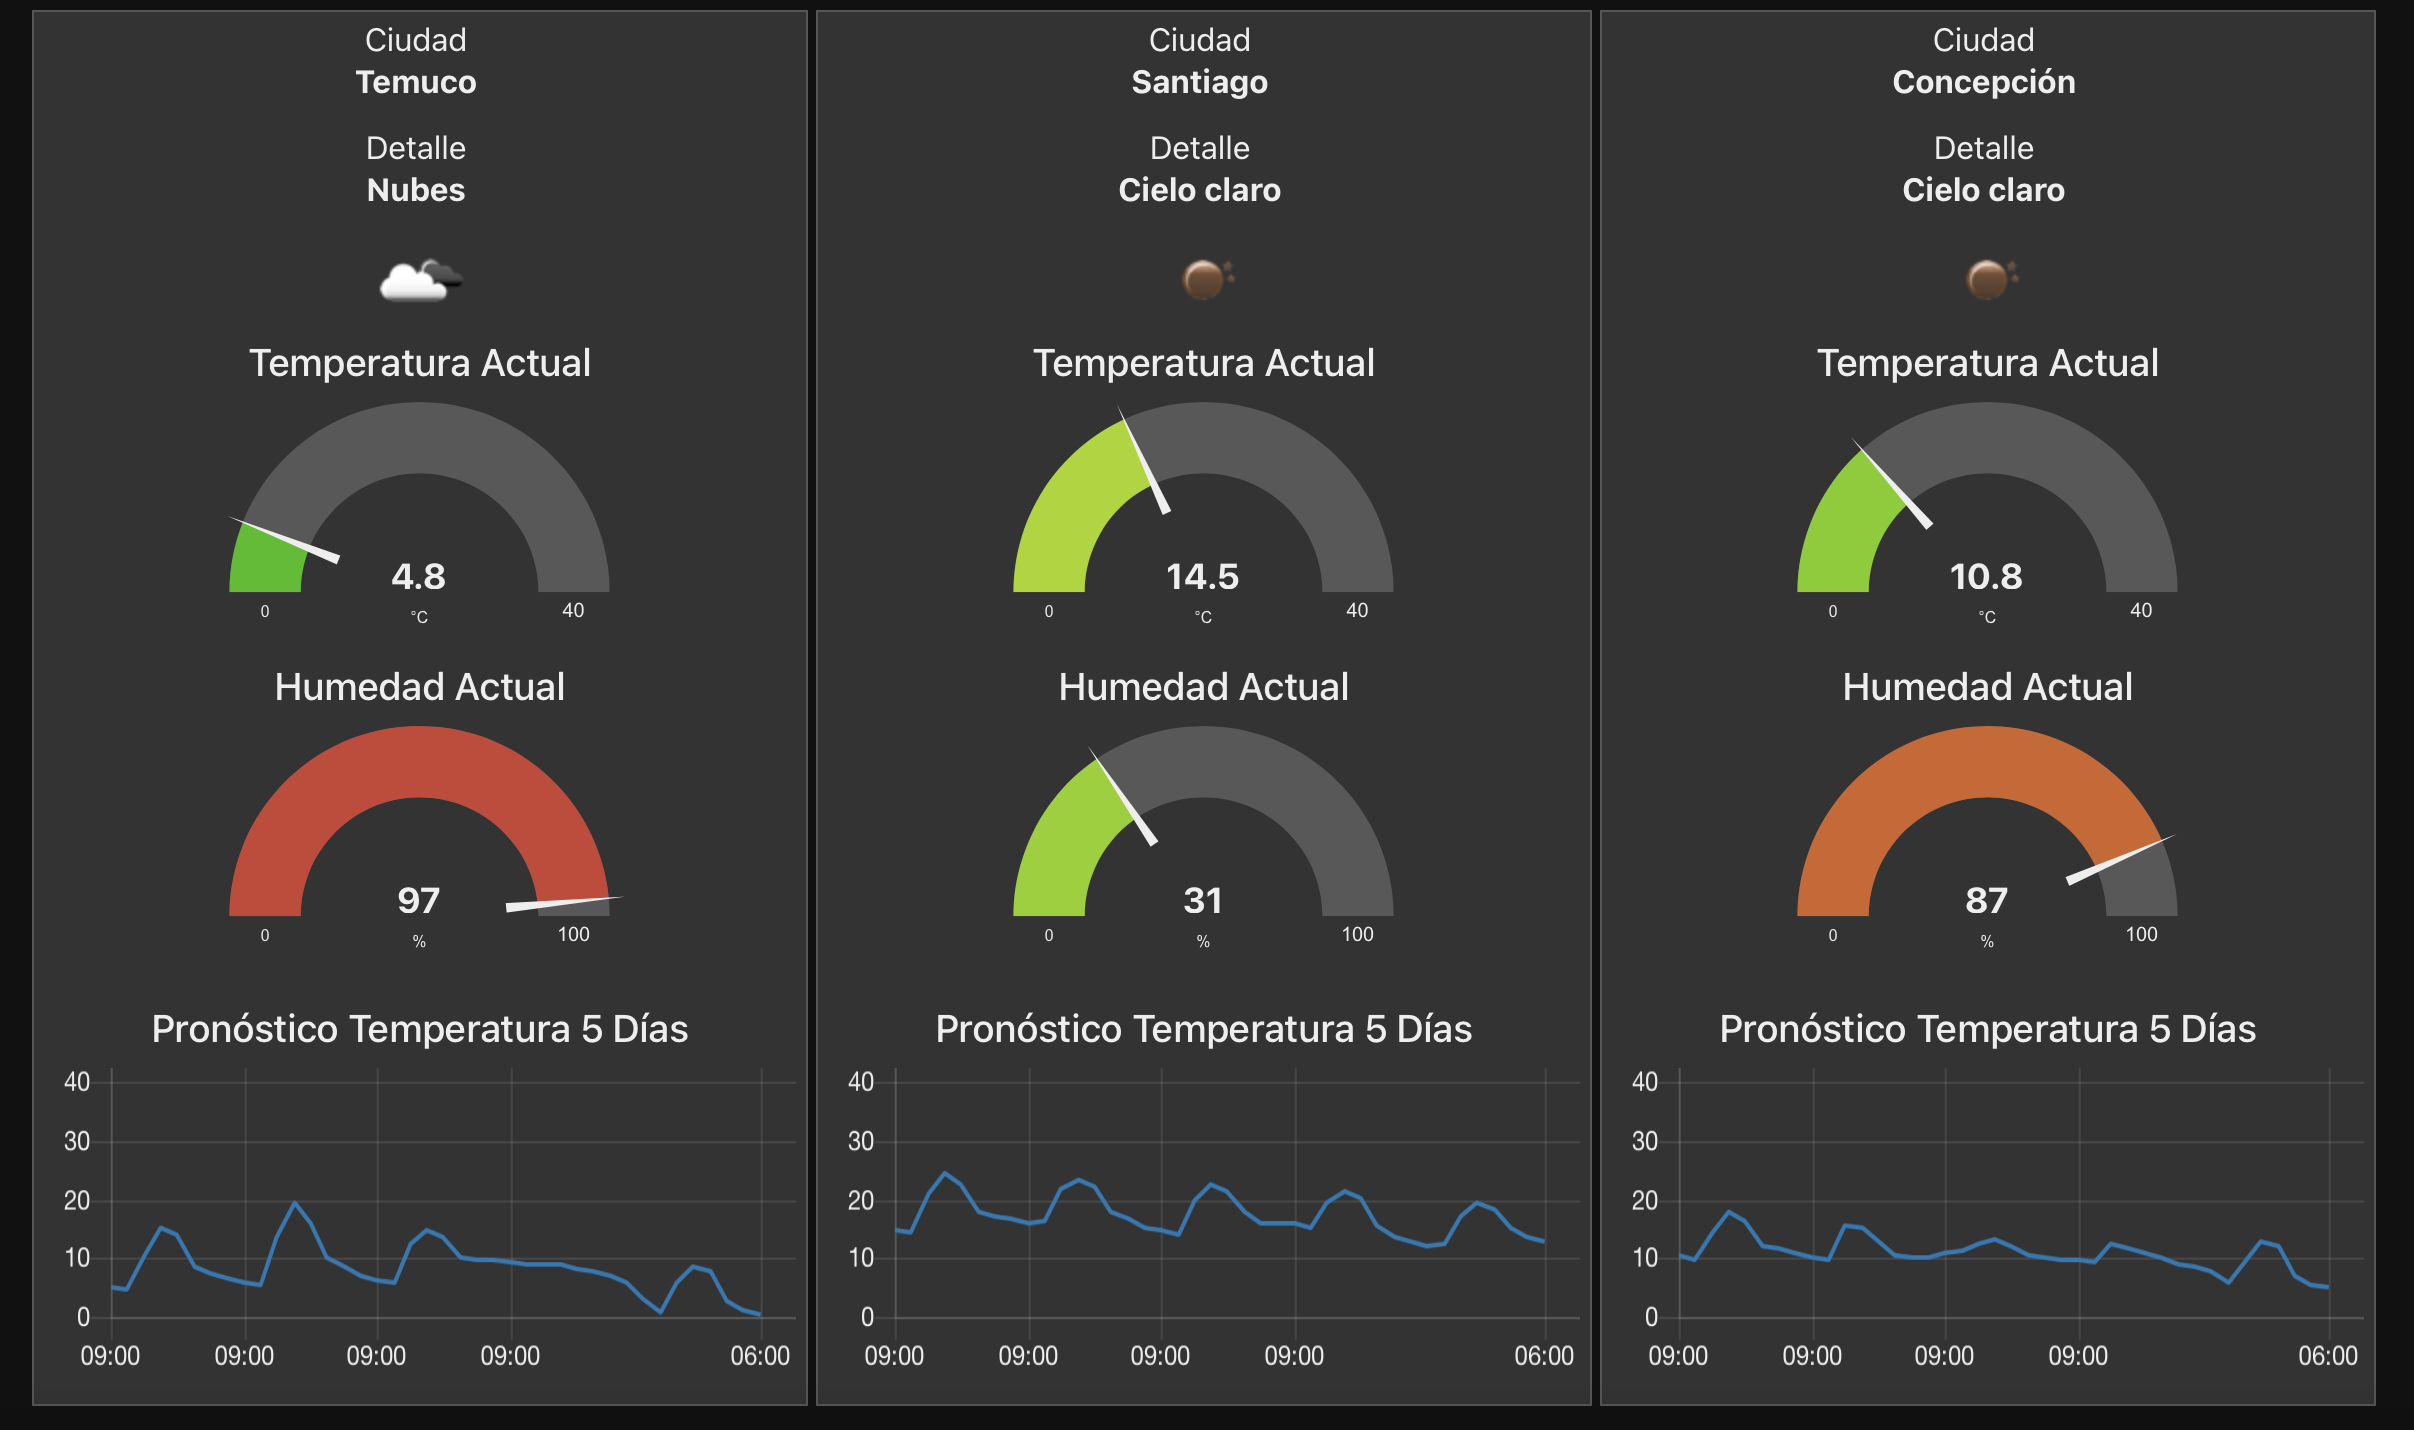 Ciudad
Temuco
Detalle
Nubes
Temperatura Actual
4.8
0
°C
40
Humedad Actual
97
0
%
100
Pronóstico Temperatura 5 Días
40
30
20
10
0
09:00 09:00 09:00 09:00 06:00
Ciudad
Santiago
Detalle
Cielo claro
Temperatura Actual
14.5
0
°C
40
Humedad Actual
31
0
%
100
Pronóstico Temperatura 5 Días
40
30
20
10
0
09:00 09:00 09:00 09:00 06:00
Ciudad
Concepción
Detalle
Cielo claro
Temperatura Actual
10.8
0
°C
40
Humedad Actual
87
0
%
100
Pronóstico Temperatura 5 Días
40
30
20
10
0
09:00 09:00 09:00 09:00 06:00